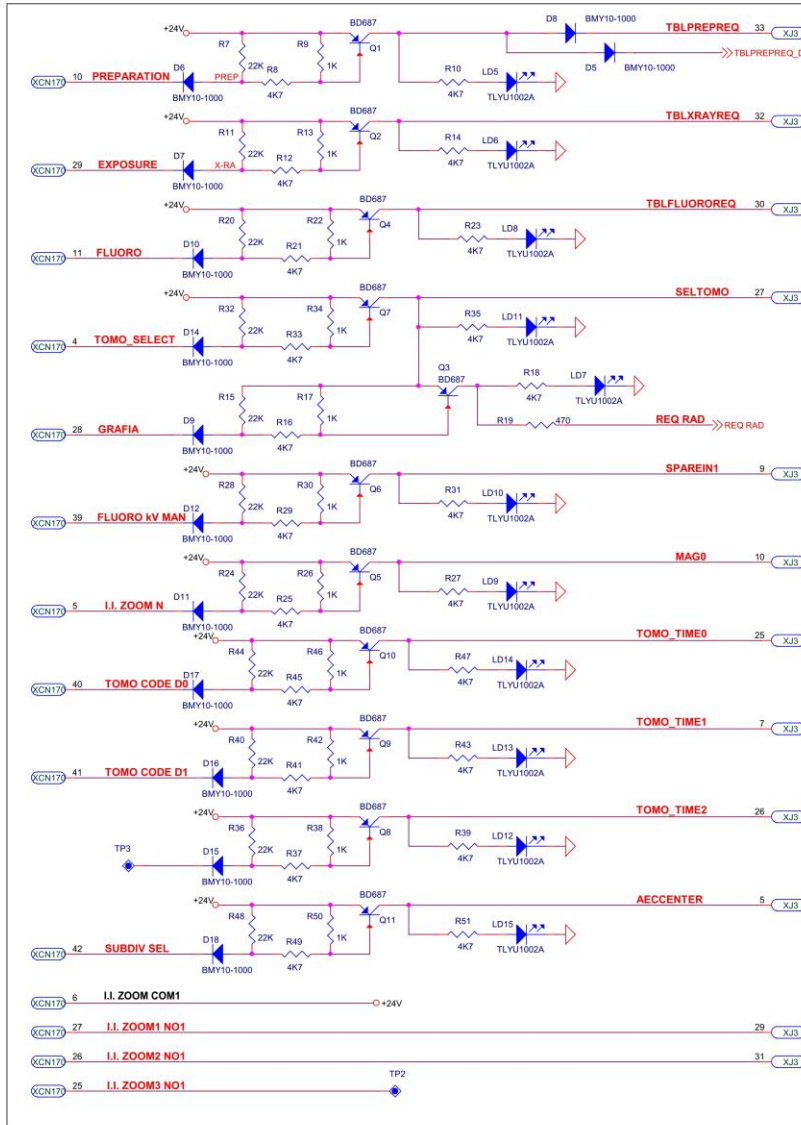 +24V R7 R9 BD687 D8 BMY10-1000 TBLPREPREQ 33 XJ3
D6 22K R8 1K Q1 D5 BMY10-1000 TBLPREPREQ_D
XCN170 10 PREPARATION PREP 4K7 R10 LD5
BMY10-1000 4K7 TLYU1002A
+24V R11 R13 BD687 TBLXRAYREQ 32 XJ3
D7 22K R12 1K Q2 R14 LD6
XCN170 29 EXPOSURE X-RA 4K7 4K7 TLYU1002A
BMY10-1000
+24V R20 R22 BD687 TBLFLUOROREQ 30 XJ3
D10 22K R21 1K Q4 R23 LD8
XCN170 11 FLUORO 4K7 4K7 TLYU1002A
BMY10-1000
+24V R32 R34 BD687 SELTOMO 27 XJ3
D14 22K R33 1K Q7 R35 LD11
XCN170 4 TOMO_SELECT 4K7 4K7 TLYU1002A
BMY10-1000
R15 R17 Q3 BD687 R18 LD7
D9 22K R16 1K 4K7 TLYU1002A
XCN170 28 GRAFIA 4K7 R19 470 REQ RAD REQ RAD
BMY10-1000
+24V R28 R30 BD687 SPAREIN1 9 XJ3
D12 22K R29 1K Q6 R31 LD10
XCN170 39 FLUORO kV MAN 4K7 4K7 TLYU1002A
BMY10-1000
+24V R24 R26 BD687 MAG0 10 XJ3
D11 22K R25 1K Q5 R27 LD9
XCN170 5 I.I. ZOOM N 4K7 4K7 TLYU1002A
BMY10-1000
+24V R44 R46 BD687 TOMO_TIME0 25 XJ3
D17 22K R45 1K Q10 R47 LD14
XCN170 40 TOMO CODE D0 4K7 4K7 TLYU1002A
BMY10-1000
+24V R40 R42 BD687 TOMO_TIME1 7 XJ3
D16 22K R41 1K Q9 R43 LD13
XCN170 41 TOMO CODE D1 4K7 4K7 TLYU1002A
BMY10-1000
+24V R36 R38 BD687 TOMO_TIME2 26 XJ3
TP3 D15 22K R37 1K Q8 R39 LD12
BMY10-1000 4K7 4K7 TLYU1002A
+24V R48 R50 BD687 AECCENTER 5 XJ3
D18 22K R49 1K Q11 R51 LD15
XCN170 42 SUBDIV SEL 4K7 4K7 TLYU1002A
BMY10-1000
XCN170 6 I.I. ZOOM COM1 +24V
XCN170 27 I.I. ZOOM1 NO1 29 XJ3
XCN170 26 I.I. ZOOM2 NO1 31 XJ3
XCN170 25 I.I. ZOOM3 NO1 TP2